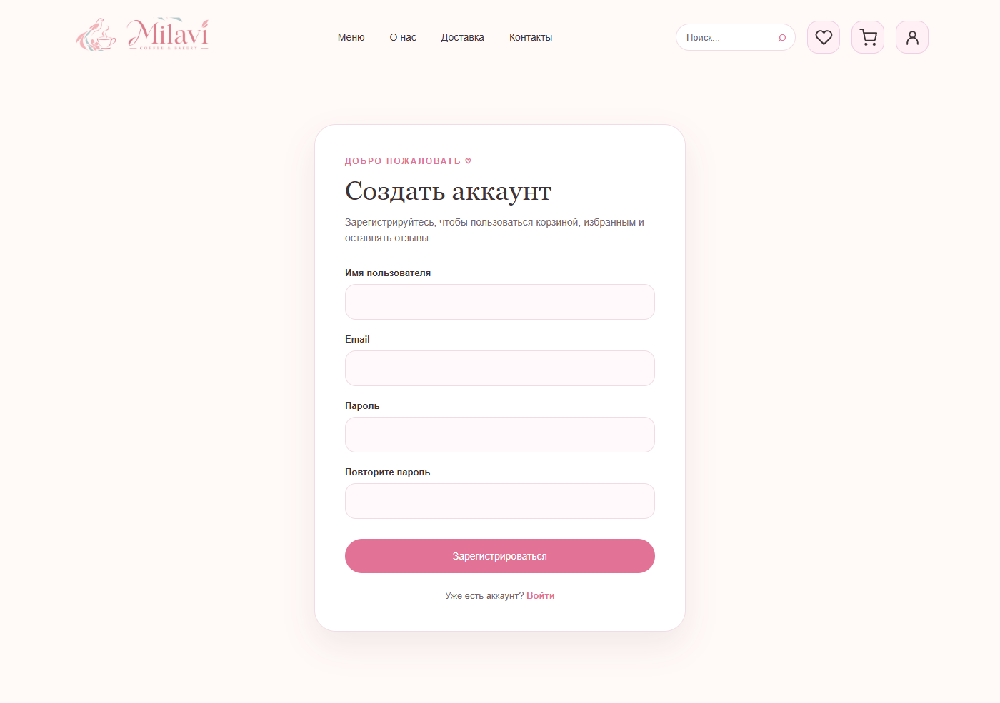 Milavi
COFFEE & BAKERY
Меню
О нас
Доставка
Контакты
Поиск...
ДОБРО ПОЖАЛОВАТЬ ♡
Создать аккаунт
Зарегистрируйтесь, чтобы пользоваться корзиной, избранным и
оставлять отзывы.
Имя пользователя
Email
Пароль
Повторите пароль
Зарегистрироваться
Уже есть аккаунт? Войти